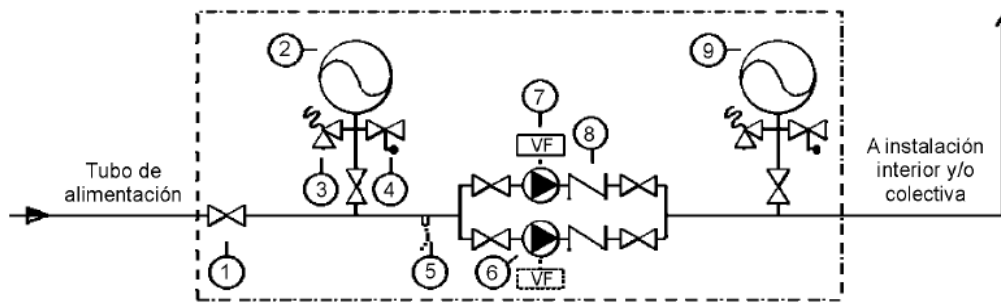 2
9
7
8
VF
3
4
Tubo de
alimentación
A instalación
interior y/o
colectiva
1
5
6
VF